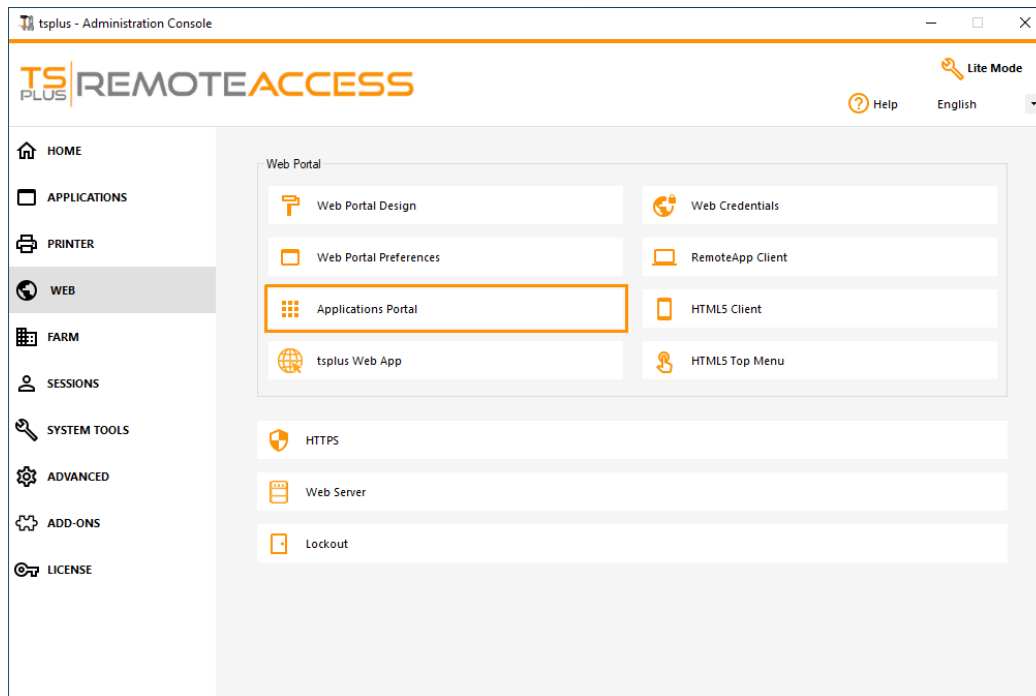 tsplus - Administration Console
TS PLUS REMOTEACCESS
Lite Mode
Help
English
HOME
APPLICATIONS
PRINTER
WEB
FARM
SESSIONS
SYSTEM TOOLS
ADVANCED
ADD-ONS
LICENSE
Web Portal
Web Portal Design
Web Credentials
Web Portal Preferences
RemoteApp Client
Applications Portal
HTML5 Client
tsplus Web App
HTML5 Top Menu
HTTPS
Web Server
Lockout